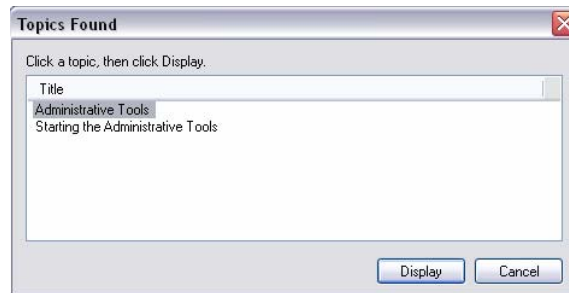 Topics Found
Click a topic, then click Display.
Title
Administrative Tools
Starting the Administrative Tools
Display Cancel